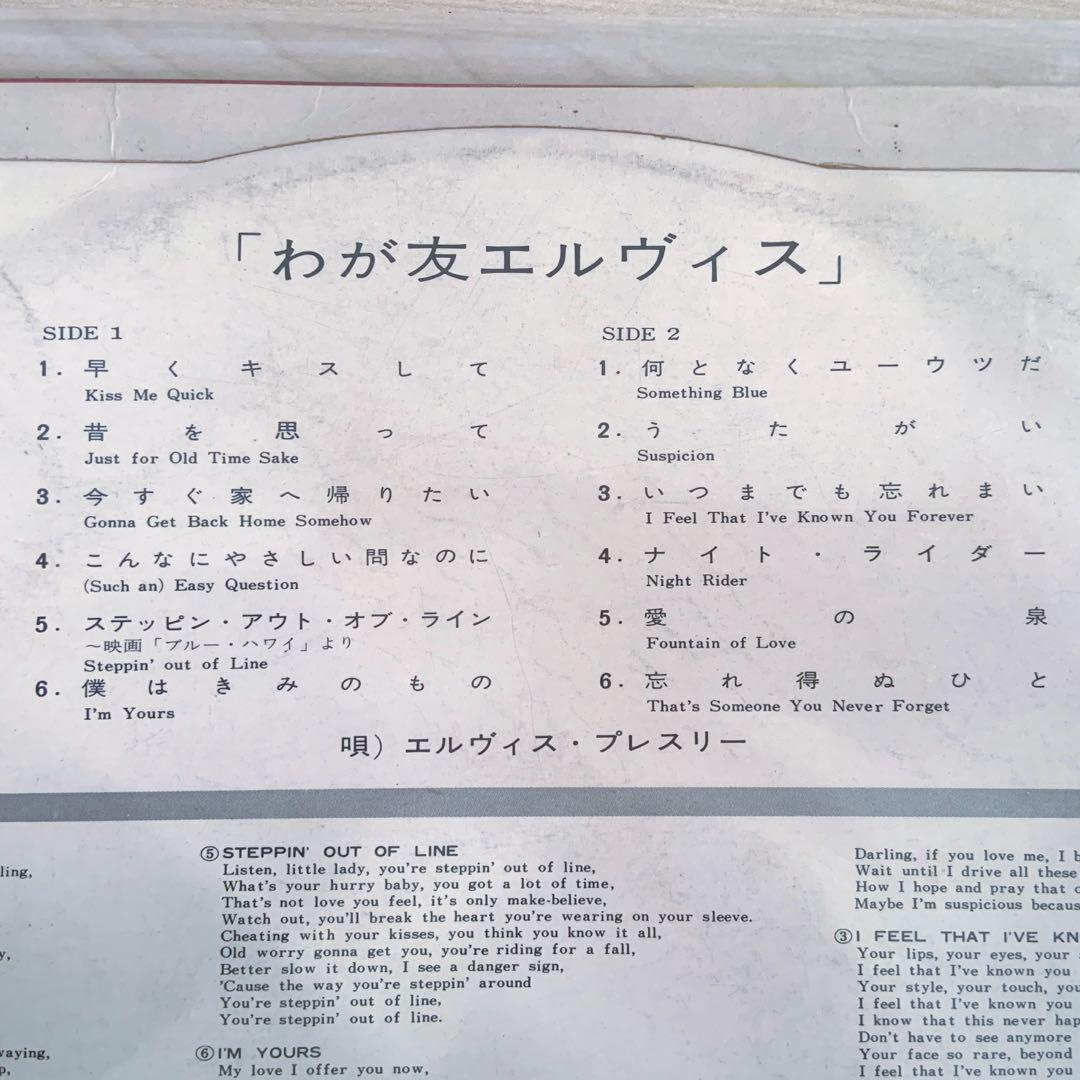 「わが友エルヴィス」
SIDE 1
1. 早くキスして
Kiss Me Quick
2. 昔を思って
Just for Old Time Sake
3. 今すぐ家へ帰りたい
Gonna Get Back Home Somehow
4. こんなにやさしい問なのに
(Such an) Easy Question
5. ステッピン・アウト・オブ・ライン
～映画「ブルー・ハワイ」より
Steppin' out of Line
6. 僕はきみのもの
I'm Yours
SIDE 2
1. 何となくユーウツだ
Something Blue
2. うたがい
Suspicion
3. いつまでも忘れまい
I Feel That I've Known You Forever
4. ナイト・ライダー
Night Rider
5. 愛の泉
Fountain of Love
6. 忘れ得ぬひと
That's Someone You Never Forget
唄）エルヴィス・プレスリー
ling,
y,
waying,
p,
⑤STEPPIN' OUT OF LINE
Listen, little lady, you're steppin' out of line,
What's your hurry baby, you got a lot of time,
That's not love you feel, it's only make-believe,
Watch out, you'll break the heart you're wearing on your sleeve.
Cheating with your kisses, you think you know it all,
Old worry gonna get you, you're riding for a fall,
Better slow it down, I see a danger sign,
'Cause the way you're steppin' around
You're steppin' out of line,
You're steppin' out of line.
⑥I'M YOURS
My love I offer you now,
Darling, if you love me, I b
Wait until I drive all these
How I hope and pray that
Maybe I'm suspicious becaus
③I FEEL THAT I'VE KN
Your lips, your eyes, your
I feel that I've known you
Your style, your touch, you
I feel that I've known you
I know that this never hap
Don't have to see anymore
Your face so rare, beyond
I feel that I've known you